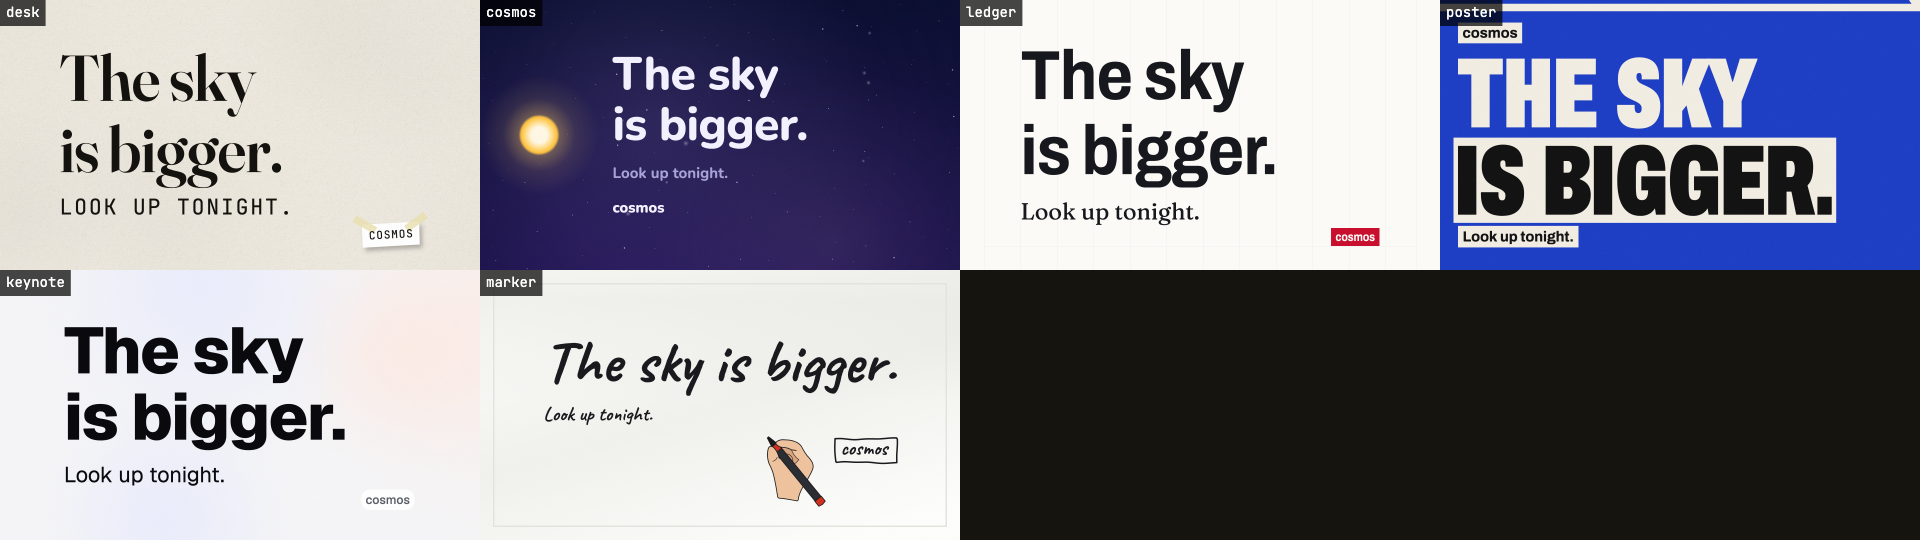 desk
The sky
is bigger.
LOOK UP TONIGHT.
COSMOS
cosmos
The sky
is bigger.
Look up tonight.
cosmos
ledger
The sky
is bigger.
Look up tonight.
cosmos
poster
cosmos
THE SKY
IS BIGGER.
Look up tonight.
keynote
The sky
is bigger.
Look up tonight.
cosmos
marker
The sky is bigger.
Look up tonight.
cosmos